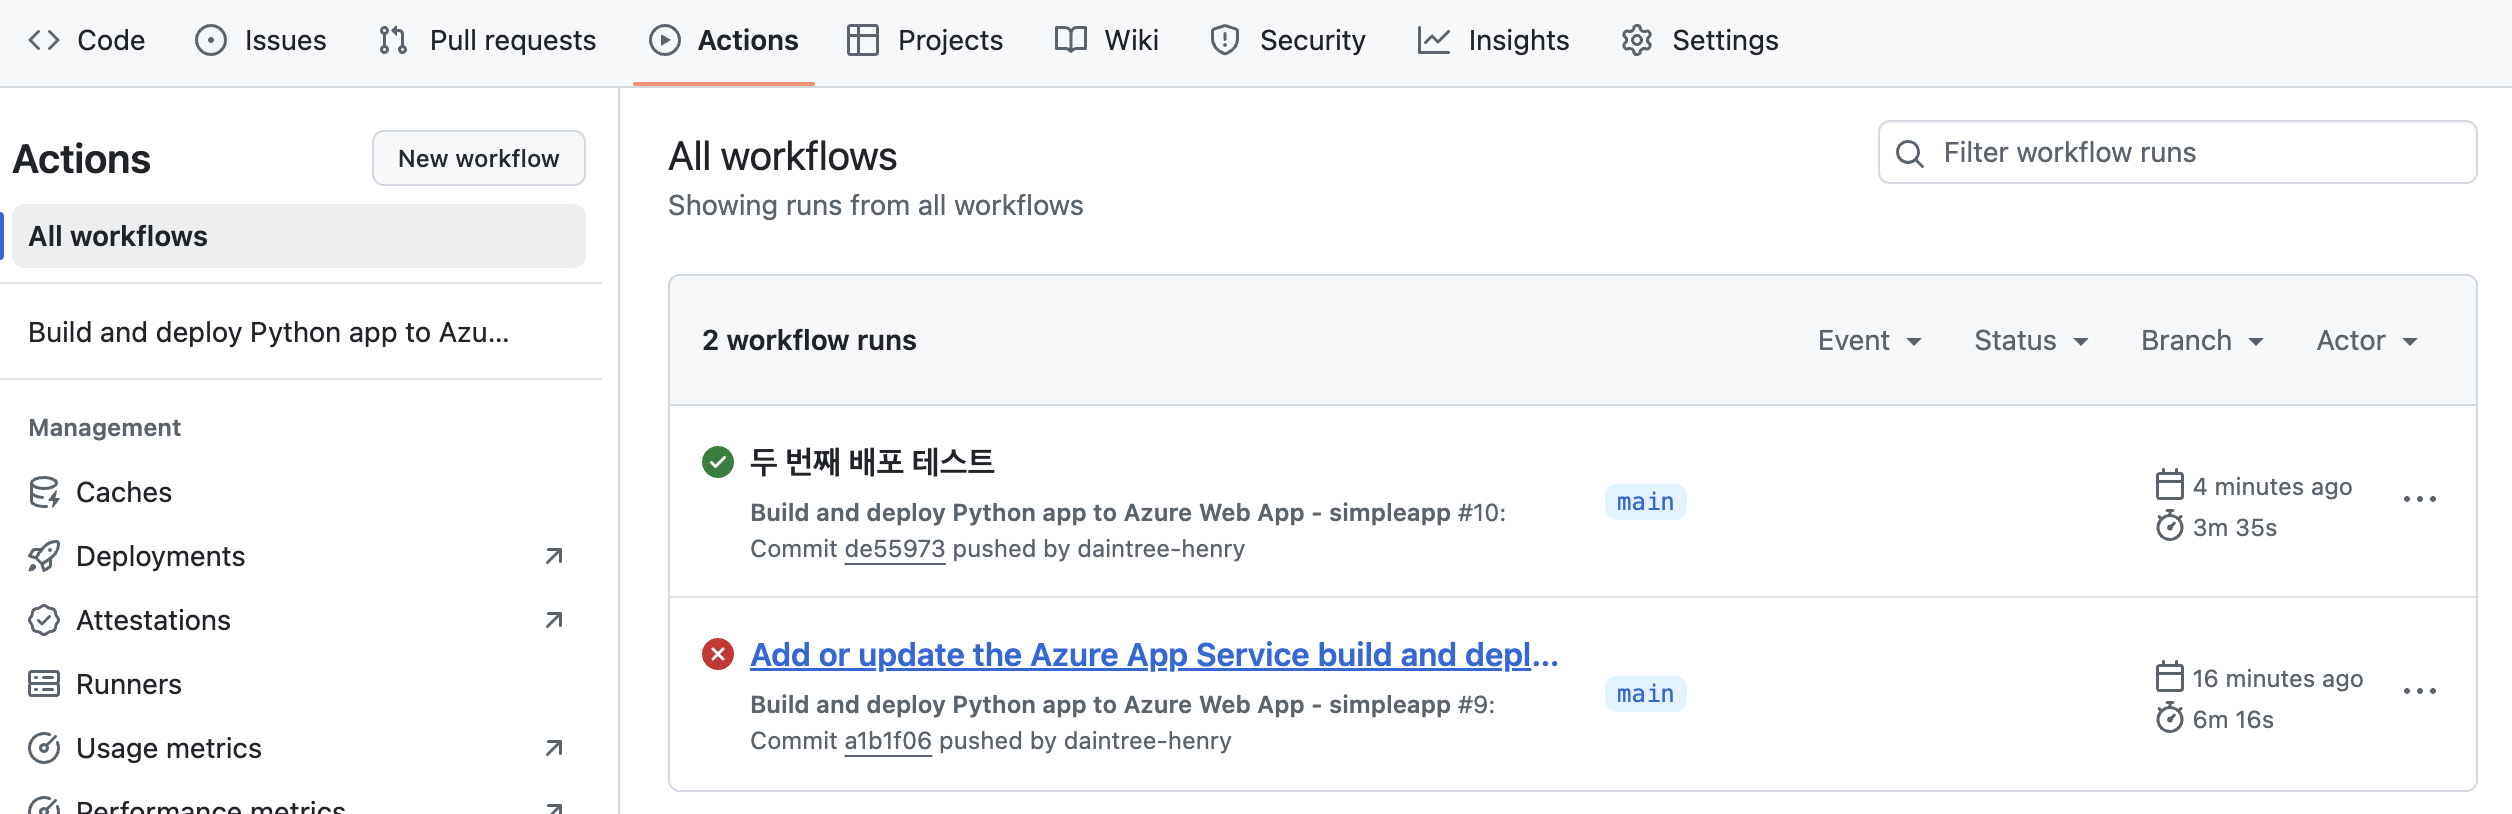 Code Issues Pull requests Actions Projects Wiki Security Insights Settings
Actions
New workflow
All workflows
Build and deploy Python app to Azu...
Management
Caches
Deployments
Attestations
Runners
Usage metrics
Performance metrics
All workflows
Showing runs from all workflows
Filter workflow runs
2 workflow runs
Event Status Branch Actor
두 번째 배포 테스트
Build and deploy Python app to Azure Web App - simpleapp #10:
Commit de55973 pushed by daintree-henry
main
4 minutes ago
3m 35s
Add or update the Azure App Service build and depl...
Build and deploy Python app to Azure Web App - simpleapp #9:
Commit a1b1f06 pushed by daintree-henry
main
16 minutes ago
6m 16s